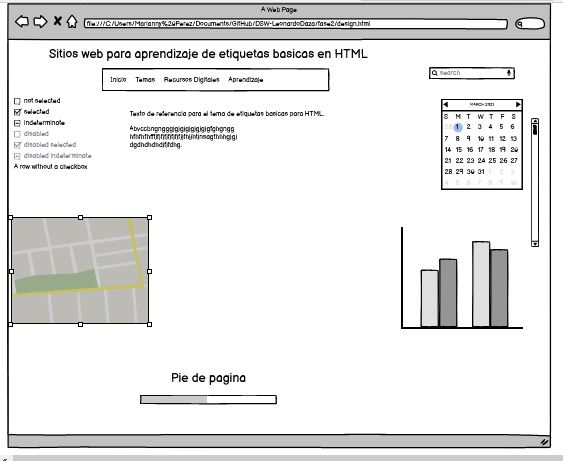 A Web Page
file:///C:/Users/Marianny%20Perez/Documents/GitHub/DSW-LeonardoDaza/fase2/design.html
Sitios web para aprendizaje de etiquetas basicas en HTML
Inicio Temas Recursos Digitales Aprendizaje
search
not selected
selected
indeterminate
disabled
disabled selected
disabled indeterminate
A row without a checkbox
Texto de referencia para el tema de etiquetas basicas para HTML.
MARCH 2021
S M T W T F S
28 1 2 3 4 5 6
7 8 9 10 11 12 13
14 15 16 17 18 19 20
21 22 23 24 25 26 27
28 29 30 31 1 2 3
4 5 6 7 8 9 10
Pie de pagina